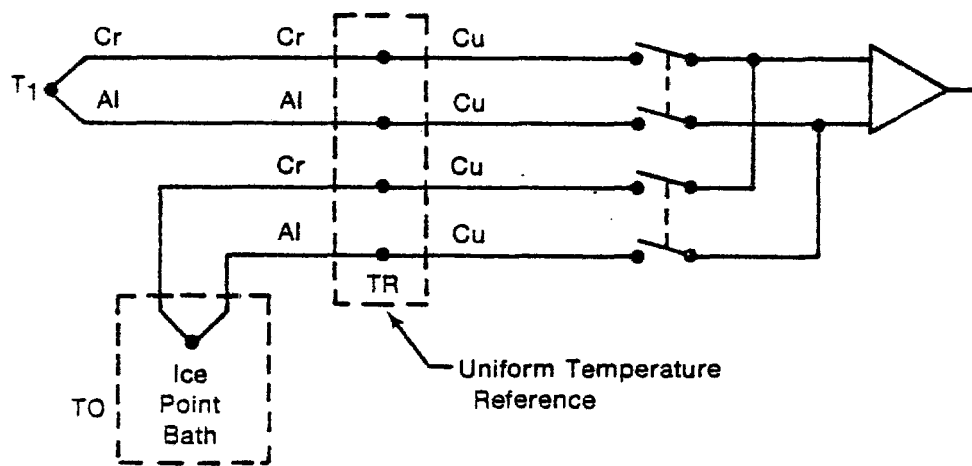 Cr Cr Cu
T1
Al Al Cu
Cr Cu
Al Cu
TR
TO
Ice
Point
Bath
Uniform Temperature
Reference